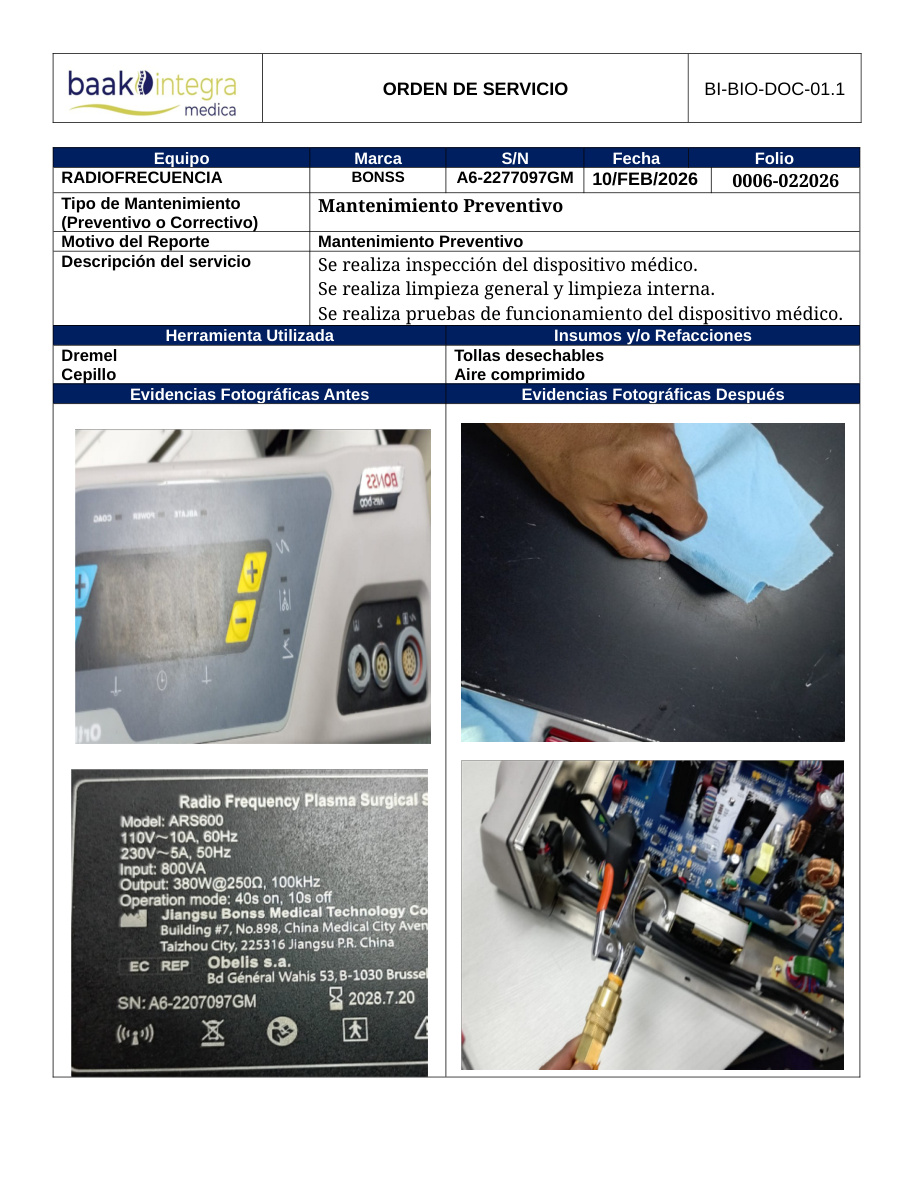 baak integra
medica
ORDEN DE SERVICIO
BI-BIO-DOC-01.1
Equipo Marca S/N Fecha Folio
RADIOFRECUENCIA BONSS A6-2277097GM 10/FEB/2026 0006-022026
Tipo de Mantenimiento
(Preventivo o Correctivo)
Mantenimiento Preventivo
Motivo del Reporte Mantenimiento Preventivo
Descripción del servicio
Se realiza inspección del dispositivo médico.
Se realiza limpieza general y limpieza interna.
Se realiza pruebas de funcionamiento del dispositivo médico.
Herramienta Utilizada Insumos y/o Refacciones
Dremel Tollas desechables
Cepillo Aire comprimido
Evidencias Fotográficas Antes Evidencias Fotográficas Después
COAG POWER ABLATE
BONSS
Radio Frequency Plasma Surgical S
Model: ARS600
110V~10A, 60Hz
230V~5A, 50Hz
Input: 800VA
Output: 380W@250Ω, 100kHz
Operation mode: 40s on, 10s off
Jiangsu Bonss Medical Technology Co
Building #7, No.898, China Medical City Aven
Taizhou City, 225316 Jiangsu P.R. China
EC REP Obelis s.a.
Bd Général Wahis 53, B-1030 Brussel
SN: A6-2207097GM 2028.7.20